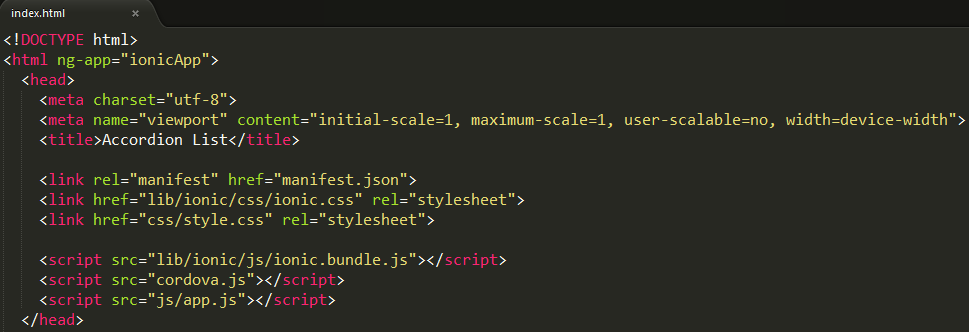 index.html ×
<!DOCTYPE html>
<html ng-app="ionicApp">
  <head>
    <meta charset="utf-8">
    <meta name="viewport" content="initial-scale=1, maximum-scale=1, user-scalable=no, width=device-width">
    <title>Accordion List</title>

    <link rel="manifest" href="manifest.json">
    <link href="lib/ionic/css/ionic.css" rel="stylesheet">
    <link href="css/style.css" rel="stylesheet">

    <script src="lib/ionic/js/ionic.bundle.js"></script>
    <script src="cordova.js"></script>
    <script src="js/app.js"></script>
  </head>